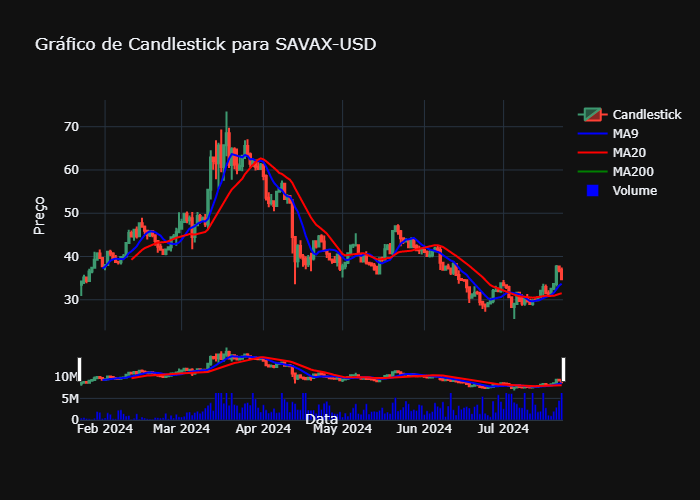 Gráfico de Candlestick para SAVAX-USD
Candlestick
MA9
MA20
MA200
Volume
Preço
70
60
50
40
30
10M
5M
0
Feb 2024 Mar 2024 Apr 2024 May 2024 Jun 2024 Jul 2024
Data